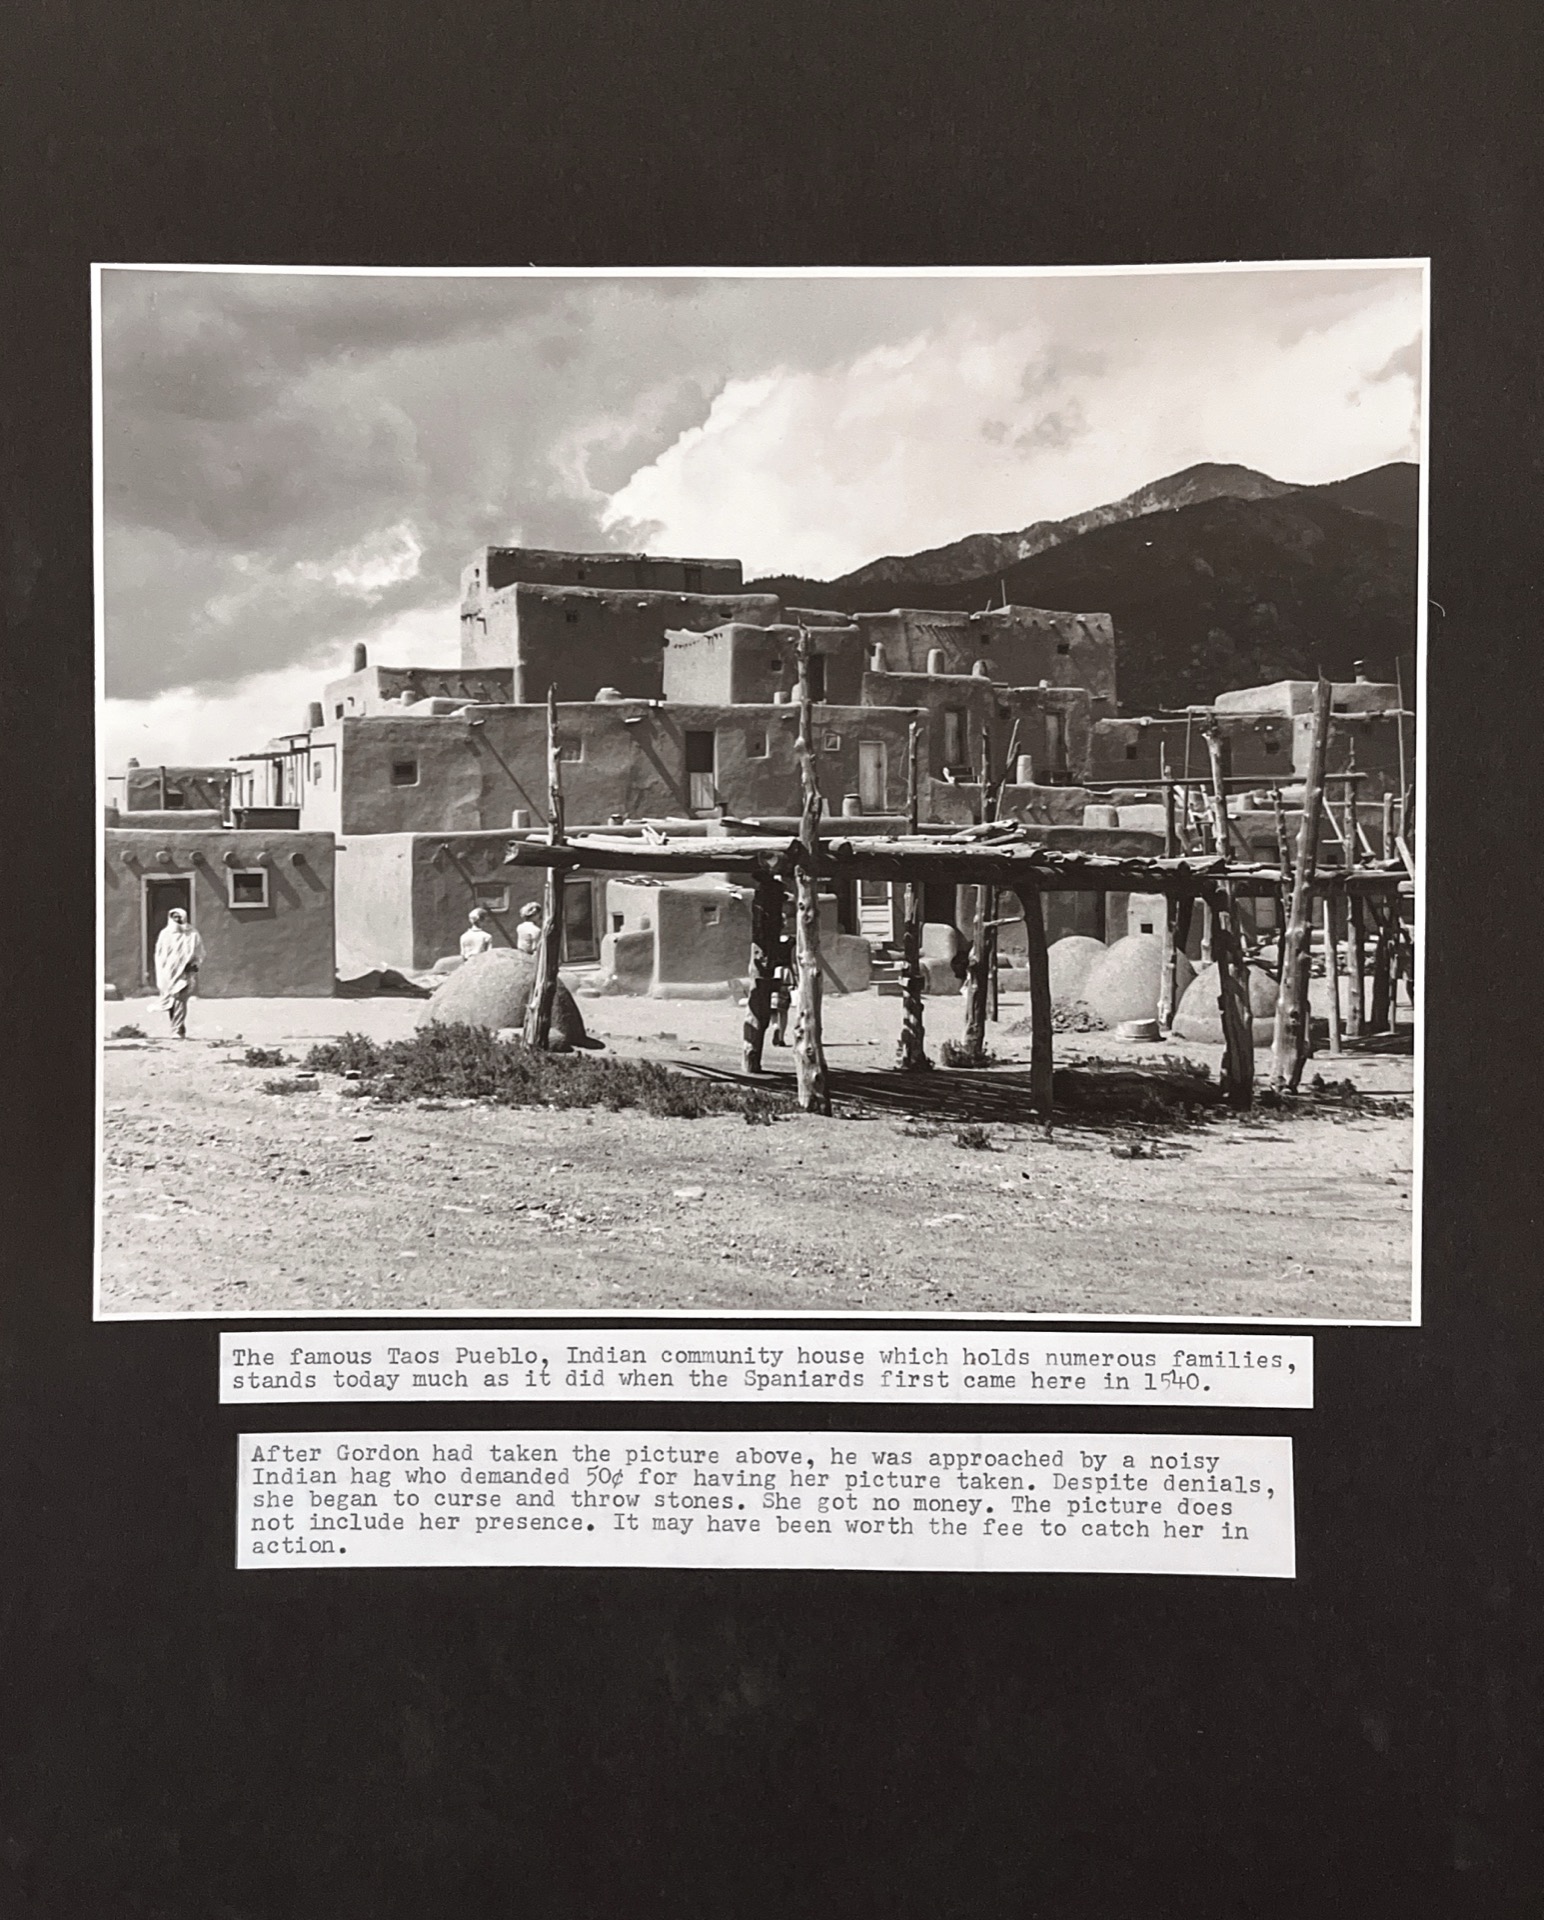 The famous Taos Pueblo, Indian community house which holds numerous families,
stands today much as it did when the Spaniards first came here in 1540.
After Gordon had taken the picture above, he was approached by a noisy
Indian hag who demanded 50¢ for having her picture taken. Despite denials,
she began to curse and throw stones. She got no money. The picture does
not include her presence. It may have been worth the fee to catch her in
action.